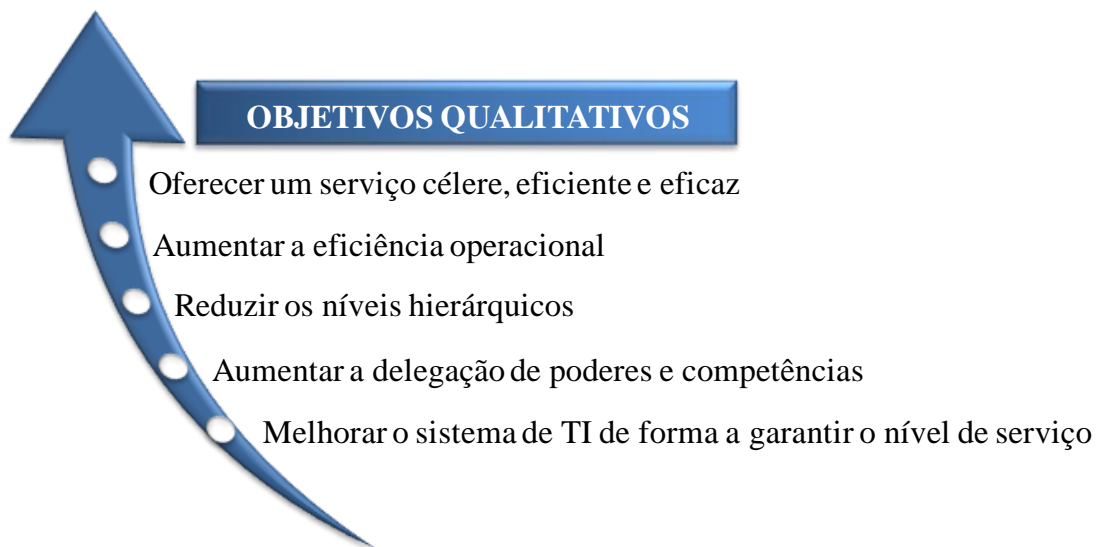 OBJETIVOS QUALITATIVOS
Oferecer um serviço célere, eficiente e eficaz
Aumentar a eficiência operacional
Reduzir os níveis hierárquicos
Aumentar a delegação de poderes e competências
Melhorar o sistema de TI de forma a garantir o nível de serviço